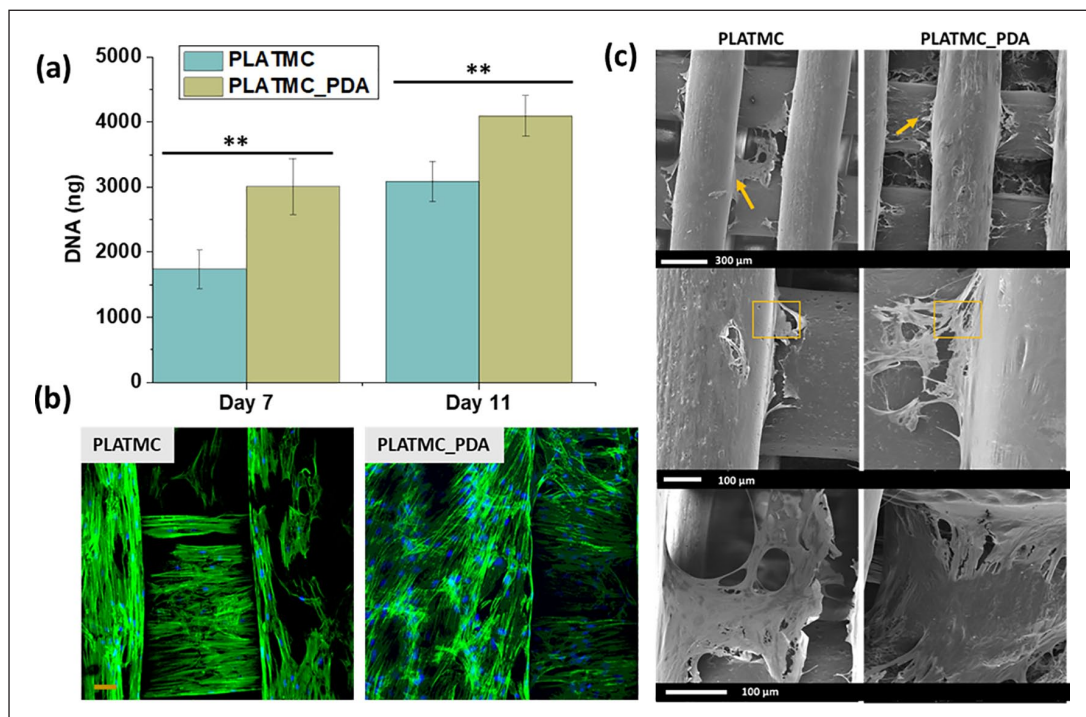 (a)
5000
4000
3000
2000
1000
0
DNA (ng)
PLATMC
PLATMC_PDA
**
**
Day 7
Day 11
(b)
PLATMC
PLATMC_PDA
(c)
PLATMC
PLATMC_PDA
300 µm
100 µm
100 µm